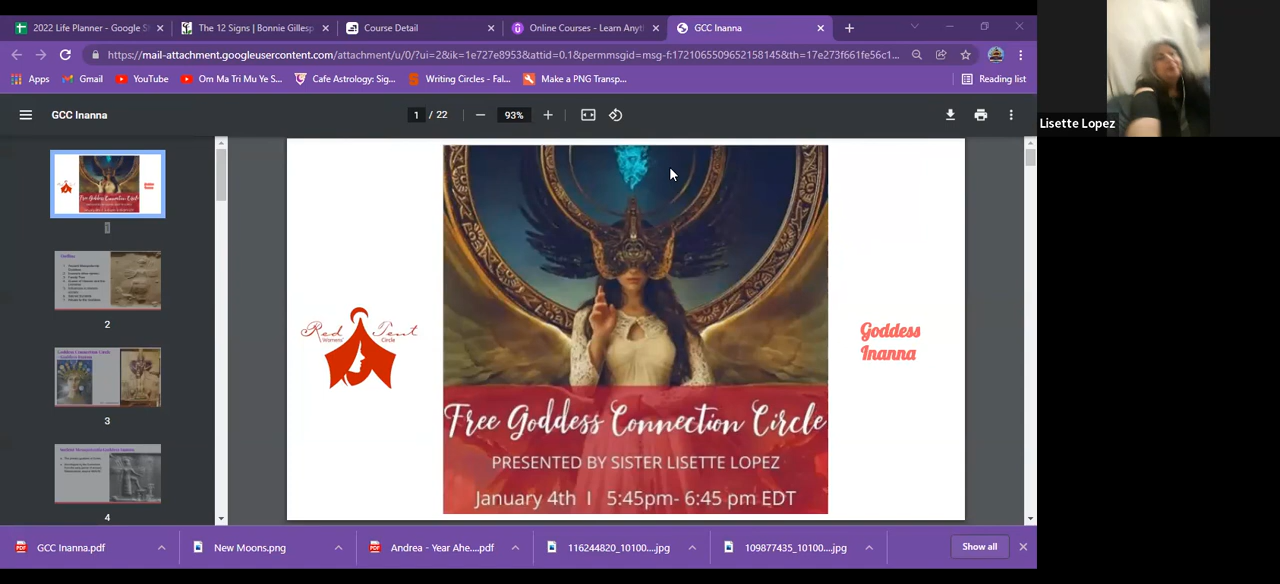 2022 Life Planner - Google Sh
The 12 Signs | Bonnie Gillesp
Course Detail
Online Courses - Learn Anyth
GCC Inanna
https://mail-attachment.googleusercontent.com/attachment/u/0/?ui=2&ik=1e727e8953&attid=0.1&permmsgid=msg-f:1721065509652158145&th=17e273f661fe56c1...
Apps
Gmail
YouTube
Om Ma Tri Mu Ye S...
Cafe Astrology: Sig...
Writing Circles - Fal...
Make a PNG Transp...
Reading list
GCC Inanna
1 / 22
93%
Lisette Lopez
1
2
3
4
Red Tent
Womens' Circle
Goddess
Inanna
Free Goddess Connection Circle
PRESENTED BY SISTER LISETTE LOPEZ
January 4th I 5:45pm- 6:45 pm EDT
GCC Inanna.pdf
New Moons.png
Andrea - Year Ahe....pdf
116244820_10100....jpg
109877435_10100....jpg
Show all